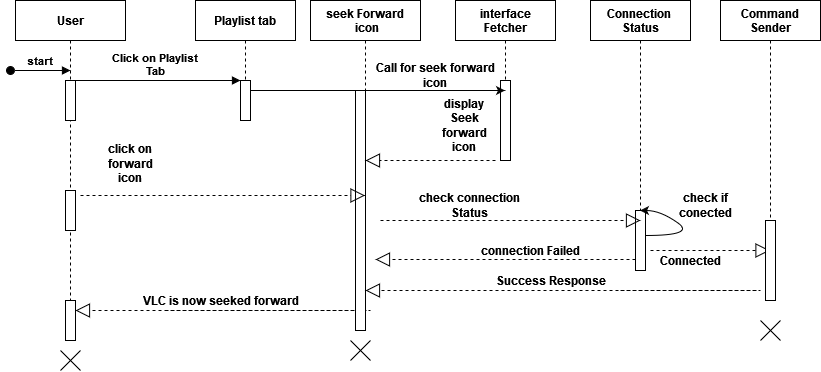 User
Playlist tab
seek Forward
icon
interface
Fetcher
Connection
Status
Command
Sender
start
Click on Playlist
Tab
Call for seek forward
icon
display
Seek
forward
icon
click on
forward
icon
check connection
Status
check if
conected
connection Failed
Connected
Success Response
VLC is now seeked forward